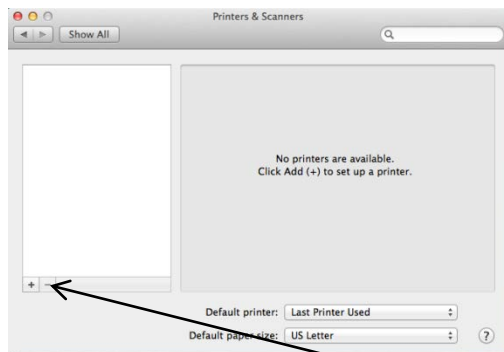 Printers & Scanners
Show All
No printers are available.
Click Add (+) to set up a printer.
+ −
Default printer: Last Printer Used
Default paper size: US Letter
?